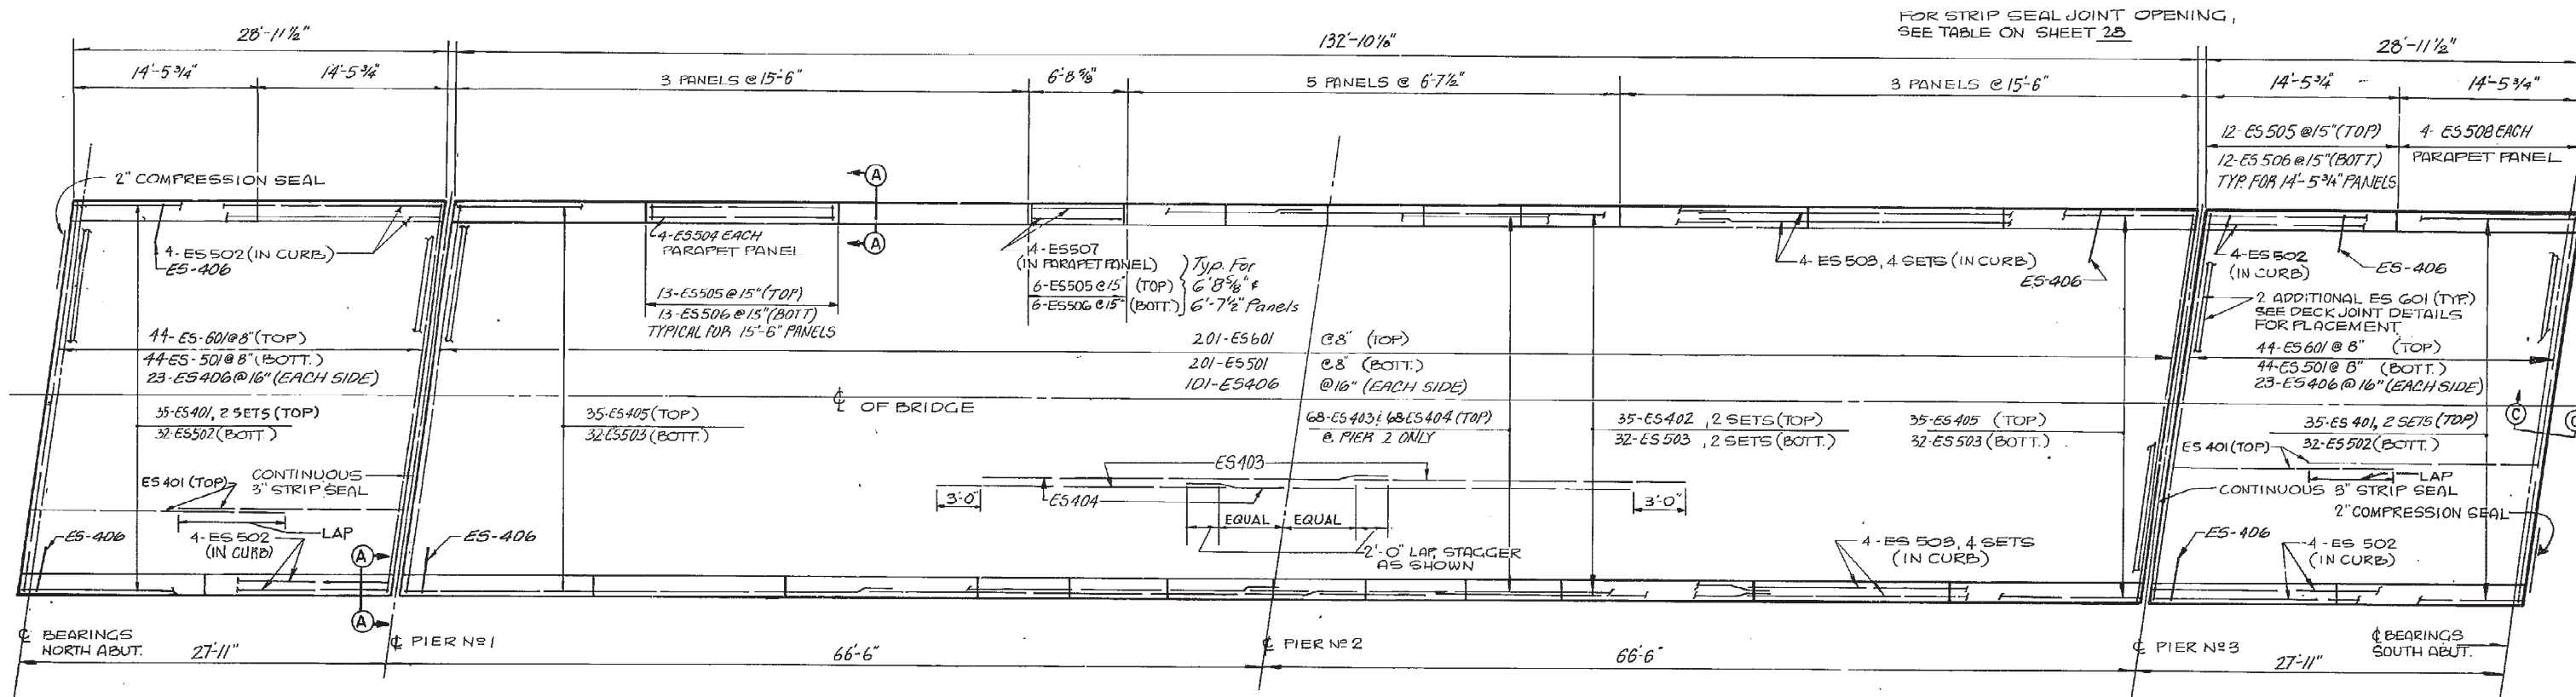 FOR STRIP SEAL JOINT OPENING,
SEE TABLE ON SHEET 28
28'-11½"
132'-10⅛"
28'-11½"
14'-5¾"
14'-5¾"
3 PANELS @ 15'-6"
6'-8⅝"
5 PANELS @ 6'-7½"
3 PANELS @ 15'-6"
14'-5¾"
14'-5¾"
12-ES505 @15"(TOP)
12-ES506 @15"(BOTT.)
TYP. FOR 14'-5¾" PANELS
4- ES508 EACH
PARAPET PANEL
2" COMPRESSION SEAL
A
A
4-ES502 (IN CURB)
ES-406
4-ES504 EACH
PARAPET PANEL
13-ES505@15"(TOP)
13-ES506@15"(BOTT)
TYPICAL FOR 15'-6" PANELS
4-ES507
(IN PARAPET PANEL)
6-ES505@15" (TOP)
6-ES506@15" (BOTT.)
Typ. For
6'8⅝" &
6'-7½" Panels
4-ES503, 4 SETS (IN CURB)
ES-406
4-ES502
(IN CURB)
ES-406
2 ADDITIONAL ES 601 (TYP.)
SEE DECK JOINT DETAILS
FOR PLACEMENT
44-ES-601@8"(TOP)
44-ES-501@8"(BOTT.)
23-ES406@16"(EACH SIDE)
201-ES601 @8" (TOP)
201-ES501 @8" (BOTT.)
101-ES406 @16" (EACH SIDE)
44-ES601@8" (TOP)
44-ES501@8" (BOTT.)
23-ES406@16"(EACH SIDE)
℄ OF BRIDGE
35-ES401, 2 SETS (TOP)
32-ES502 (BOTT.)
35-ES405 (TOP)
32-ES503 (BOTT.)
68-ES403 & 68-ES404 (TOP)
@ PIER 2 ONLY
35-ES402, 2 SETS (TOP)
32-ES503, 2 SETS (BOTT.)
35-ES405 (TOP)
32-ES503 (BOTT.)
35-ES401, 2 SETS (TOP)
32-ES502 (BOTT.)
C
C
ES401 (TOP)
CONTINUOUS
3" STRIP SEAL
LAP
ES-406
4-ES502
(IN CURB)
A
A
ES-406
ES403
ES404
3'-0"
3'-0"
EQUAL
EQUAL
2'-0" LAP, STAGGER
AS SHOWN
4-ES503, 4 SETS
(IN CURB)
ES401 (TOP)
LAP
CONTINUOUS 3" STRIP SEAL
2" COMPRESSION SEAL
ES-406
4-ES502
(IN CURB)
℄ BEARINGS
NORTH ABUT.
27'-11"
℄ PIER Nº1
66'-6"
℄ PIER Nº2
66'-6"
℄ PIER Nº3
27'-11"
℄ BEARINGS
SOUTH ABUT.